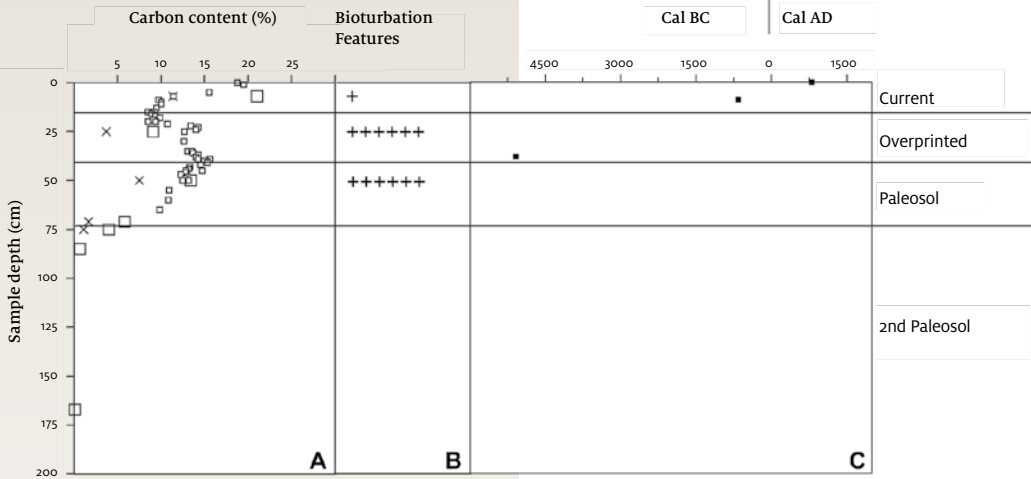 Carbon content (%)
Bioturbation
Features
Cal BC
Cal AD
5 10 15 20 25
4500 3000 1500 0 1500
Sample depth (cm)
0
25
50
75
100
125
150
175
200
A
B
C
Current
Overprinted
Paleosol
2nd Paleosol